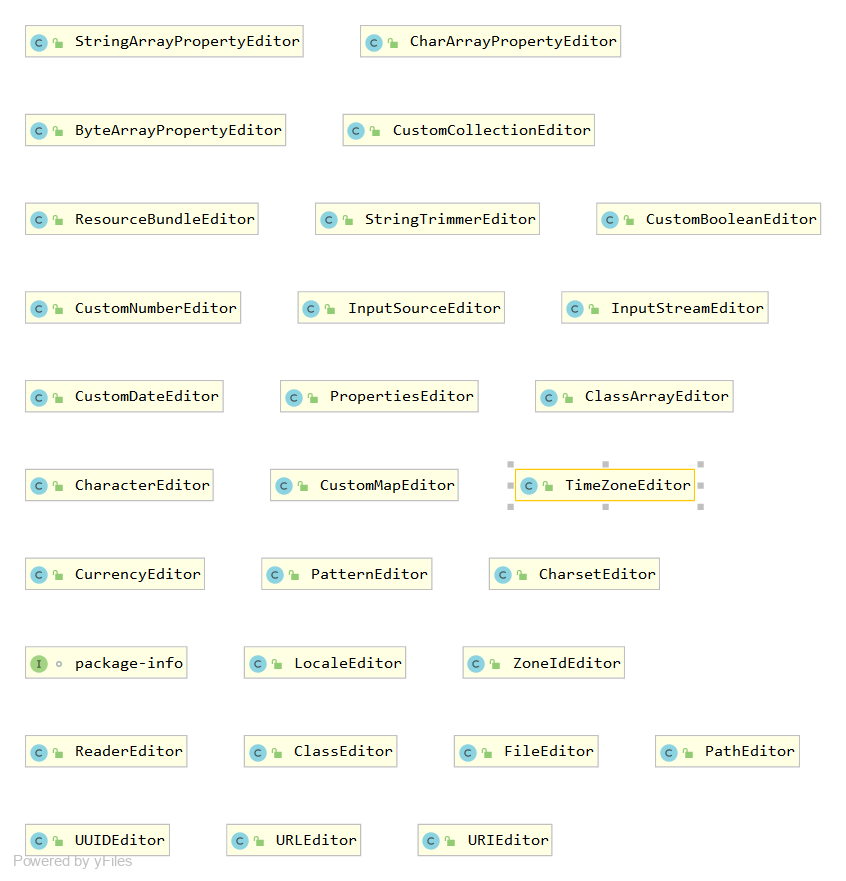 C StringArrayPropertyEditor C CharArrayPropertyEditor
C ByteArrayPropertyEditor C CustomCollectionEditor
C ResourceBundleEditor C StringTrimmerEditor C CustomBooleanEditor
C CustomNumberEditor C InputSourceEditor C InputStreamEditor
C CustomDateEditor C PropertiesEditor C ClassArrayEditor
C CharacterEditor C CustomMapEditor C TimeZoneEditor
C CurrencyEditor C PatternEditor C CharsetEditor
I package-info C LocaleEditor C ZoneIdEditor
C ReaderEditor C ClassEditor C FileEditor C PathEditor
C UUIDEditor C URLEditor C URIEditor
Powered by yFiles